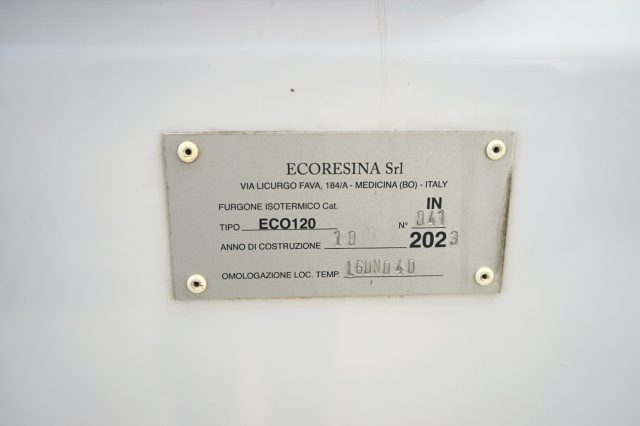 ECORESINA Srl
VIA LICURGO FAVA, 184/A - MEDICINA (BO) - ITALY
FURGONE ISOTERMICO Cat. IN
TIPO ECO120 N° 041
ANNO DI COSTRUZIONE 10 2023
OMOLOGAZIONE LOC. TEMP. LGDN040